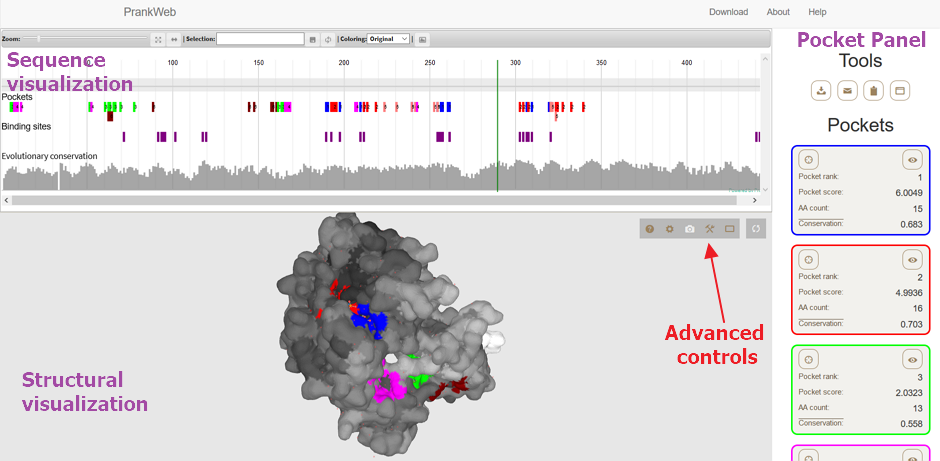 PrankWeb
Download About Help
Zoom: | Selection: | Coloring: Original |
Sequence
visualization
50 100 150 200 250 300 350 400
Pockets
Binding sites
Evolutionary conservation
Structural
visualization
Advanced
controls
Pocket Panel
Tools
Pockets
Pocket rank: 1
Pocket score: 6.0049
AA count: 15
Conservation: 0.683
Pocket rank: 2
Pocket score: 4.9936
AA count: 16
Conservation: 0.703
Pocket rank: 3
Pocket score: 2.0323
AA count: 13
Conservation: 0.558